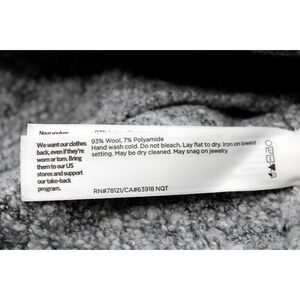 We want our clothes
back, even if they're
worn or torn. Bring
them to our US
stores and support
our take-back
program.
93% Wool, 7% Polyamide
Hand wash cold. Do not bleach. Lay flat to dry. Iron on lowest
setting. May be dry cleaned. May snag on jewelry.
RN#78121/CA#63918 NQT